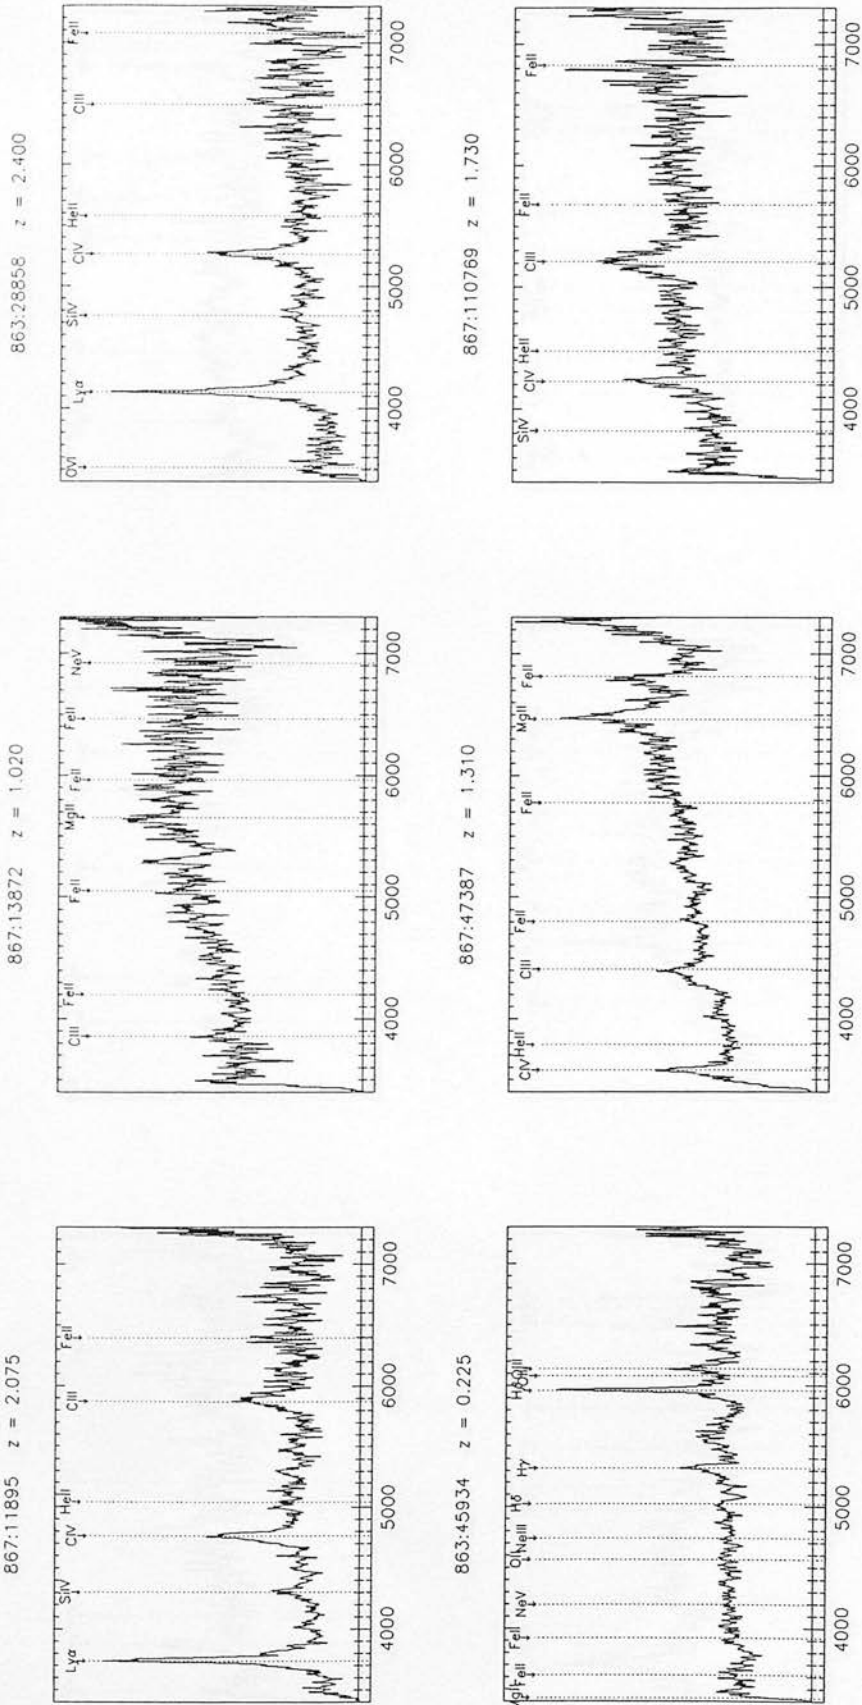 867:11895 z = 2.075
Lyα SiIV CIV HeII CIII FeII
4000 5000 6000 7000
867:13872 z = 1.020
CIII FeII FeII MgII FeII FeII NeV
4000 5000 6000 7000
863:28858 z = 2.400
OVI Lyα SiIV CIV HeII CIII FeII
4000 5000 6000 7000
863:45934 z = 0.225
MgII FeII FeII NeV NeIII Hδ Hγ
4000 5000 6000 7000
867:47387 z = 1.310
CIV HeII CIII FeII FeII MgII FeII
4000 5000 6000 7000
867:110769 z = 1.730
SiIV CIV HeII CIII FeII FeII
4000 5000 6000 7000